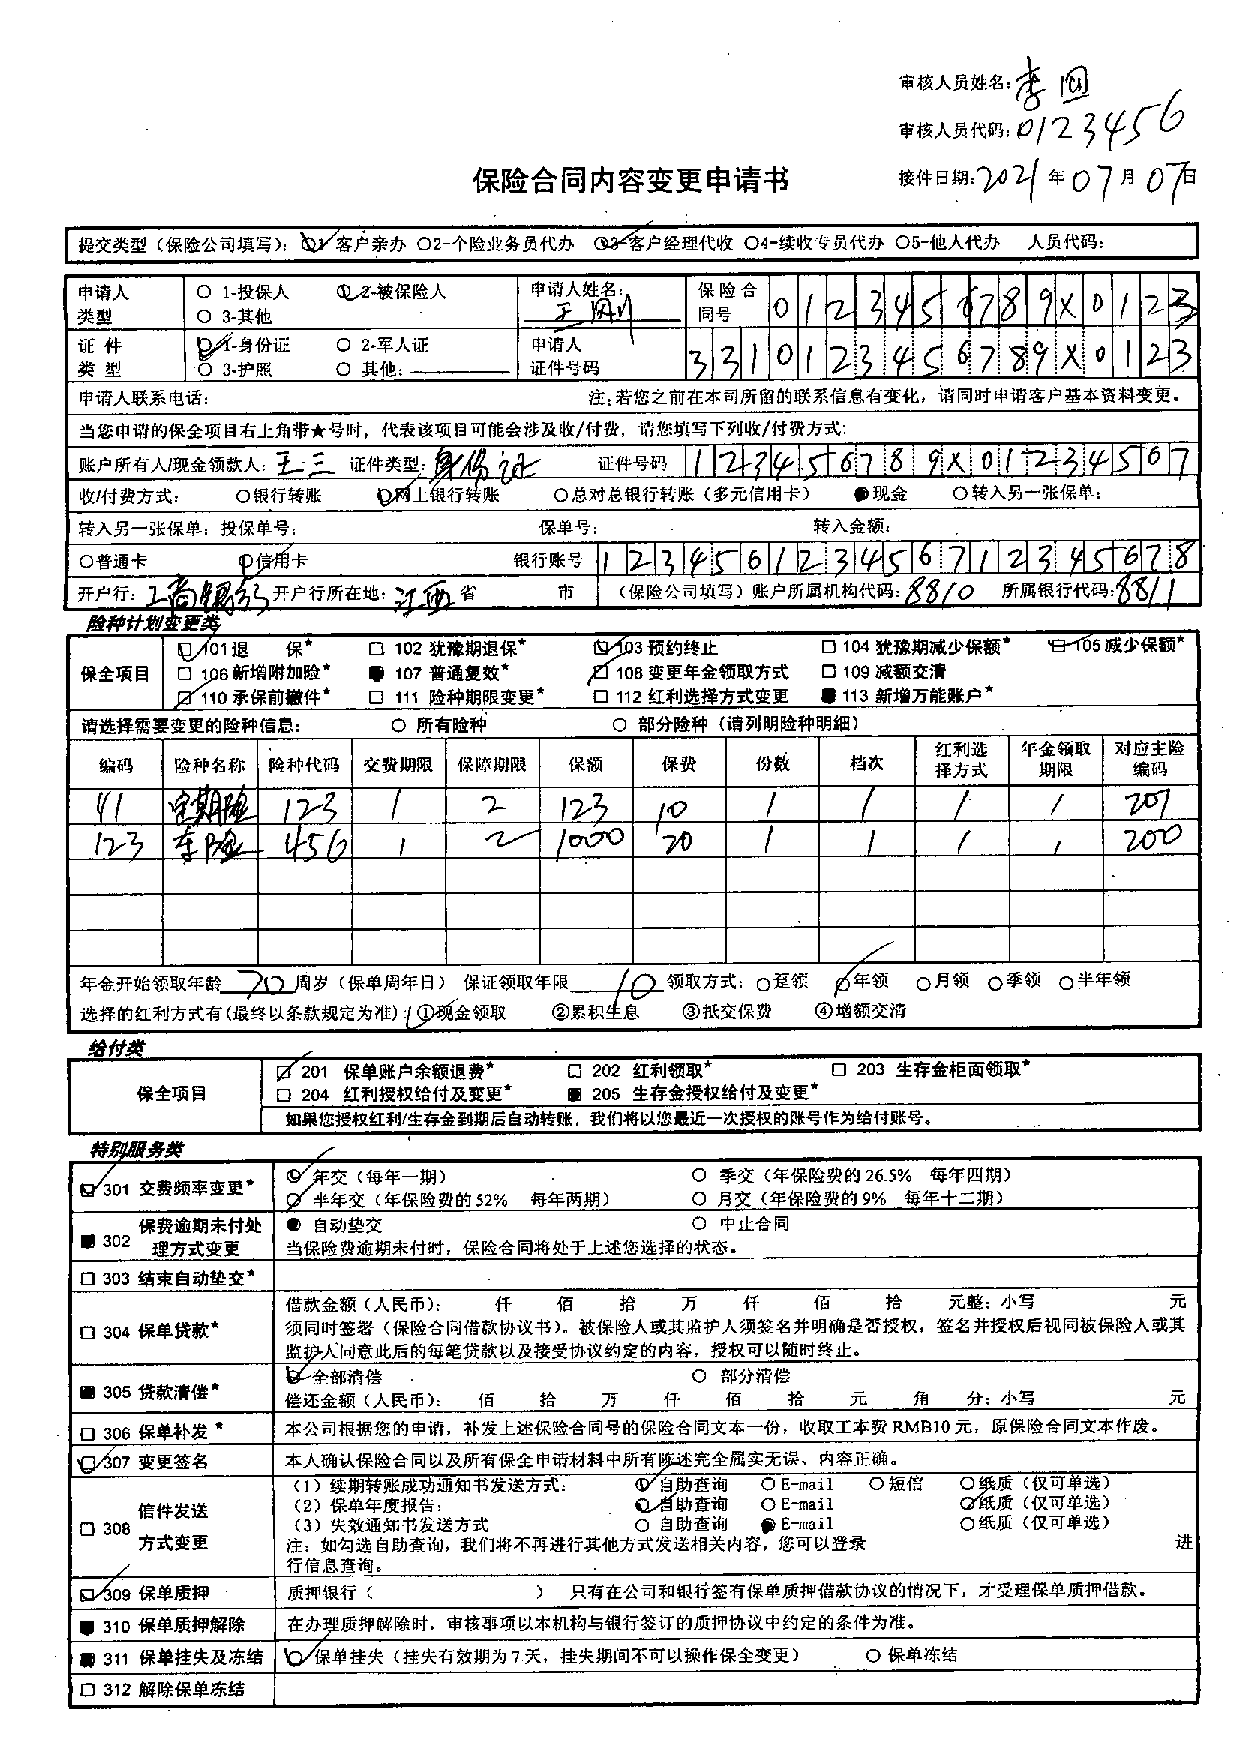 审核人员姓名：李四
审核人员代码：0123456
保险合同内容变更申请书
接件日期：2021年07月07日
提交类型（保险公司填写）：○1-客户亲办 ○2-个险业务员代办 ○3-客户经理代收 ○4-续收专员代办 ○5-他人代办 人员代码：
申请人类型 ○ 1-投保人 ○ 2-被保险人 ○ 3-其他 申请人姓名： 保险合同号 0123456789X0123
证件类型 ○ 1-身份证 ○ 2-军人证 ○ 3-护照 ○ 其他： 申请人证件号码 3310123456789X0123
申请人联系电话： 注：若您之前在本司所留的联系信息有变化，请同时申请客户基本资料变更。
当您申请的保全项目右上角带★号时，代表该项目可能会涉及收/付费，请您填写下列收/付费方式：
账户所有人/现金领款人：王三 证件类型：身份证 证件号码 123456789X01234567
收/付费方式： ○银行转账 ○网上银行转账 ○总对总银行转账（多元信用卡） ●现金 ○转入另一张保单：
转入另一张保单：投保单号： 保单号： 转入金额：
○普通卡 ○信用卡 银行账号 123456123456712345678
开户行：工商银行 开户行所在地：江西省 市 （保险公司填写）账户所属机构代码：8810 所属银行代码：8811
险种计划变更类
保全项目 □ 101 退 保★ □ 102 犹豫期退保★ □ 103 预约终止 □ 104 犹豫期减少保额★ □ 105 减少保额★
□ 106 新增附加险★ ■ 107 普通复效★ □ 108 变更年金领取方式 □ 109 减额交清
□ 110 承保前撤件★ □ 111 险种期限变更★ □ 112 红利选择方式变更 ■ 113 新增万能账户★
请选择需要变更的险种信息： ○ 所有险种 ○ 部分险种（请列明险种明细）
编码 险种名称 险种代码 交费期限 保障期限 保额 保费 份数 档次 红利选择方式 年金领取期限 对应主险编码
41 定期险 123 1 2 123 10 1 1 1 1 201
123 车险 456 1 2 1000 20 1 1 1 1 200
年金开始领取年龄 70 周岁（保单周年日） 保证领取年限 10 领取方式：○趸领 ○年领 ○月领 ○季领 ○半年领
选择的红利方式有(最终以条款规定为准)：①现金领取 ②累积生息 ③抵交保费 ④增额交清
给付类
保全项目 □ 201 保单账户余额退费★ □ 202 红利领取★ □ 203 生存金柜面领取★
□ 204 红利授权给付及变更★ ■ 205 生存金授权给付及变更★
如果您授权红利/生存金到期后自动转账，我们将以您最近一次授权的账号作为给付账号。
特别服务类
□ 301 交费频率变更★ ○ 年交（每年一期） ○ 季交（年保险费的26.5% 每年四期）
○ 半年交（年保险费的52% 每年两期） ○ 月交（年保险费的9% 每年十二期）
■ 302 保费逾期未付处理方式变更 ● 自动垫交 ○ 中止合同
当保险费逾期未付时，保险合同将处于上述您选择的状态。
□ 303 结束自动垫交★
□ 304 保单贷款★ 借款金额（人民币）： 仟 佰 拾 万 仟 佰 拾 元整：小写 元
须同时签署（保险合同借款协议书）。被保险人或其监护人须签名并明确是否授权，签名并授权后视同被保险人或其
监护人同意此后的每笔贷款以及接受协议约定的内容，授权可以随时终止。
■ 305 贷款清偿★ ○ 全部清偿 ○ 部分清偿
偿还金额（人民币）： 佰 拾 万 仟 佰 拾 元 角 分：小写 元
□ 306 保单补发★ 本公司根据您的申请，补发上述保险合同号的保险合同文本一份，收取工本费RMB10元，原保险合同文本作废。
□ 307 变更签名 本人确认保险合同以及所有保全申请材料中所有陈述完全属实无误、内容正确。
□ 308 信件发送方式变更 （1）续期转账成功通知书发送方式： ○ 自助查询 ○ E-mail ○ 短信 ○纸质（仅可单选）
（2）保单年度报告： ○ 自助查询 ○ E-mail ○纸质（仅可单选）
（3）失效通知书发送方式 ○ 自助查询 ● E-mail ○纸质（仅可单选）
注：如勾选自助查询，我们将不再进行其他方式发送相关内容，您可以登录 进
行信息查询。
□ 309 保单质押 质押银行（ ） 只有在公司和银行签有保单质押借款协议的情况下，才受理保单质押借款。
■ 310 保单质押解除 在办理质押解除时，审核事项以本机构与银行签订的质押协议中约定的条件为准。
■ 311 保单挂失及冻结 ○ 保单挂失（挂失有效期为7天，挂失期间不可以操作保全变更） ○ 保单冻结
□ 312 解除保单冻结